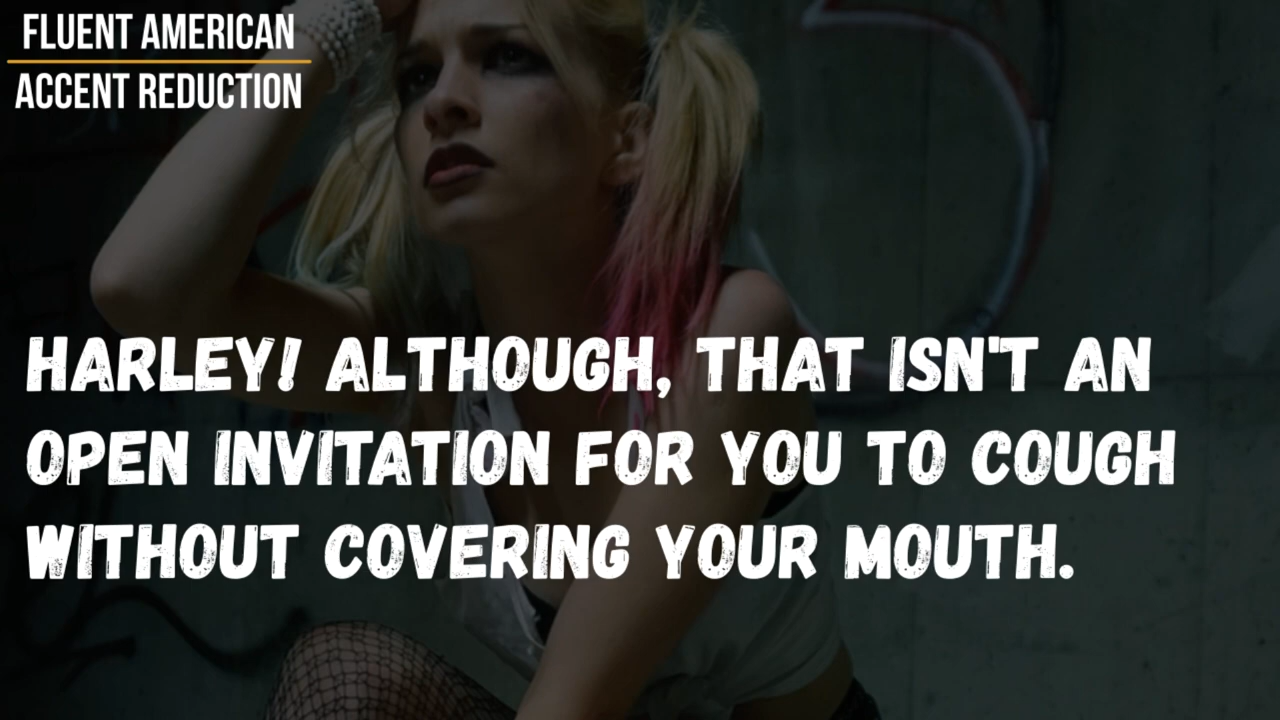 FLUENT AMERICAN
ACCENT REDUCTION
HARLEY! ALTHOUGH, THAT ISN'T AN
OPEN INVITATION FOR YOU TO COUGH
WITHOUT COVERING YOUR MOUTH.